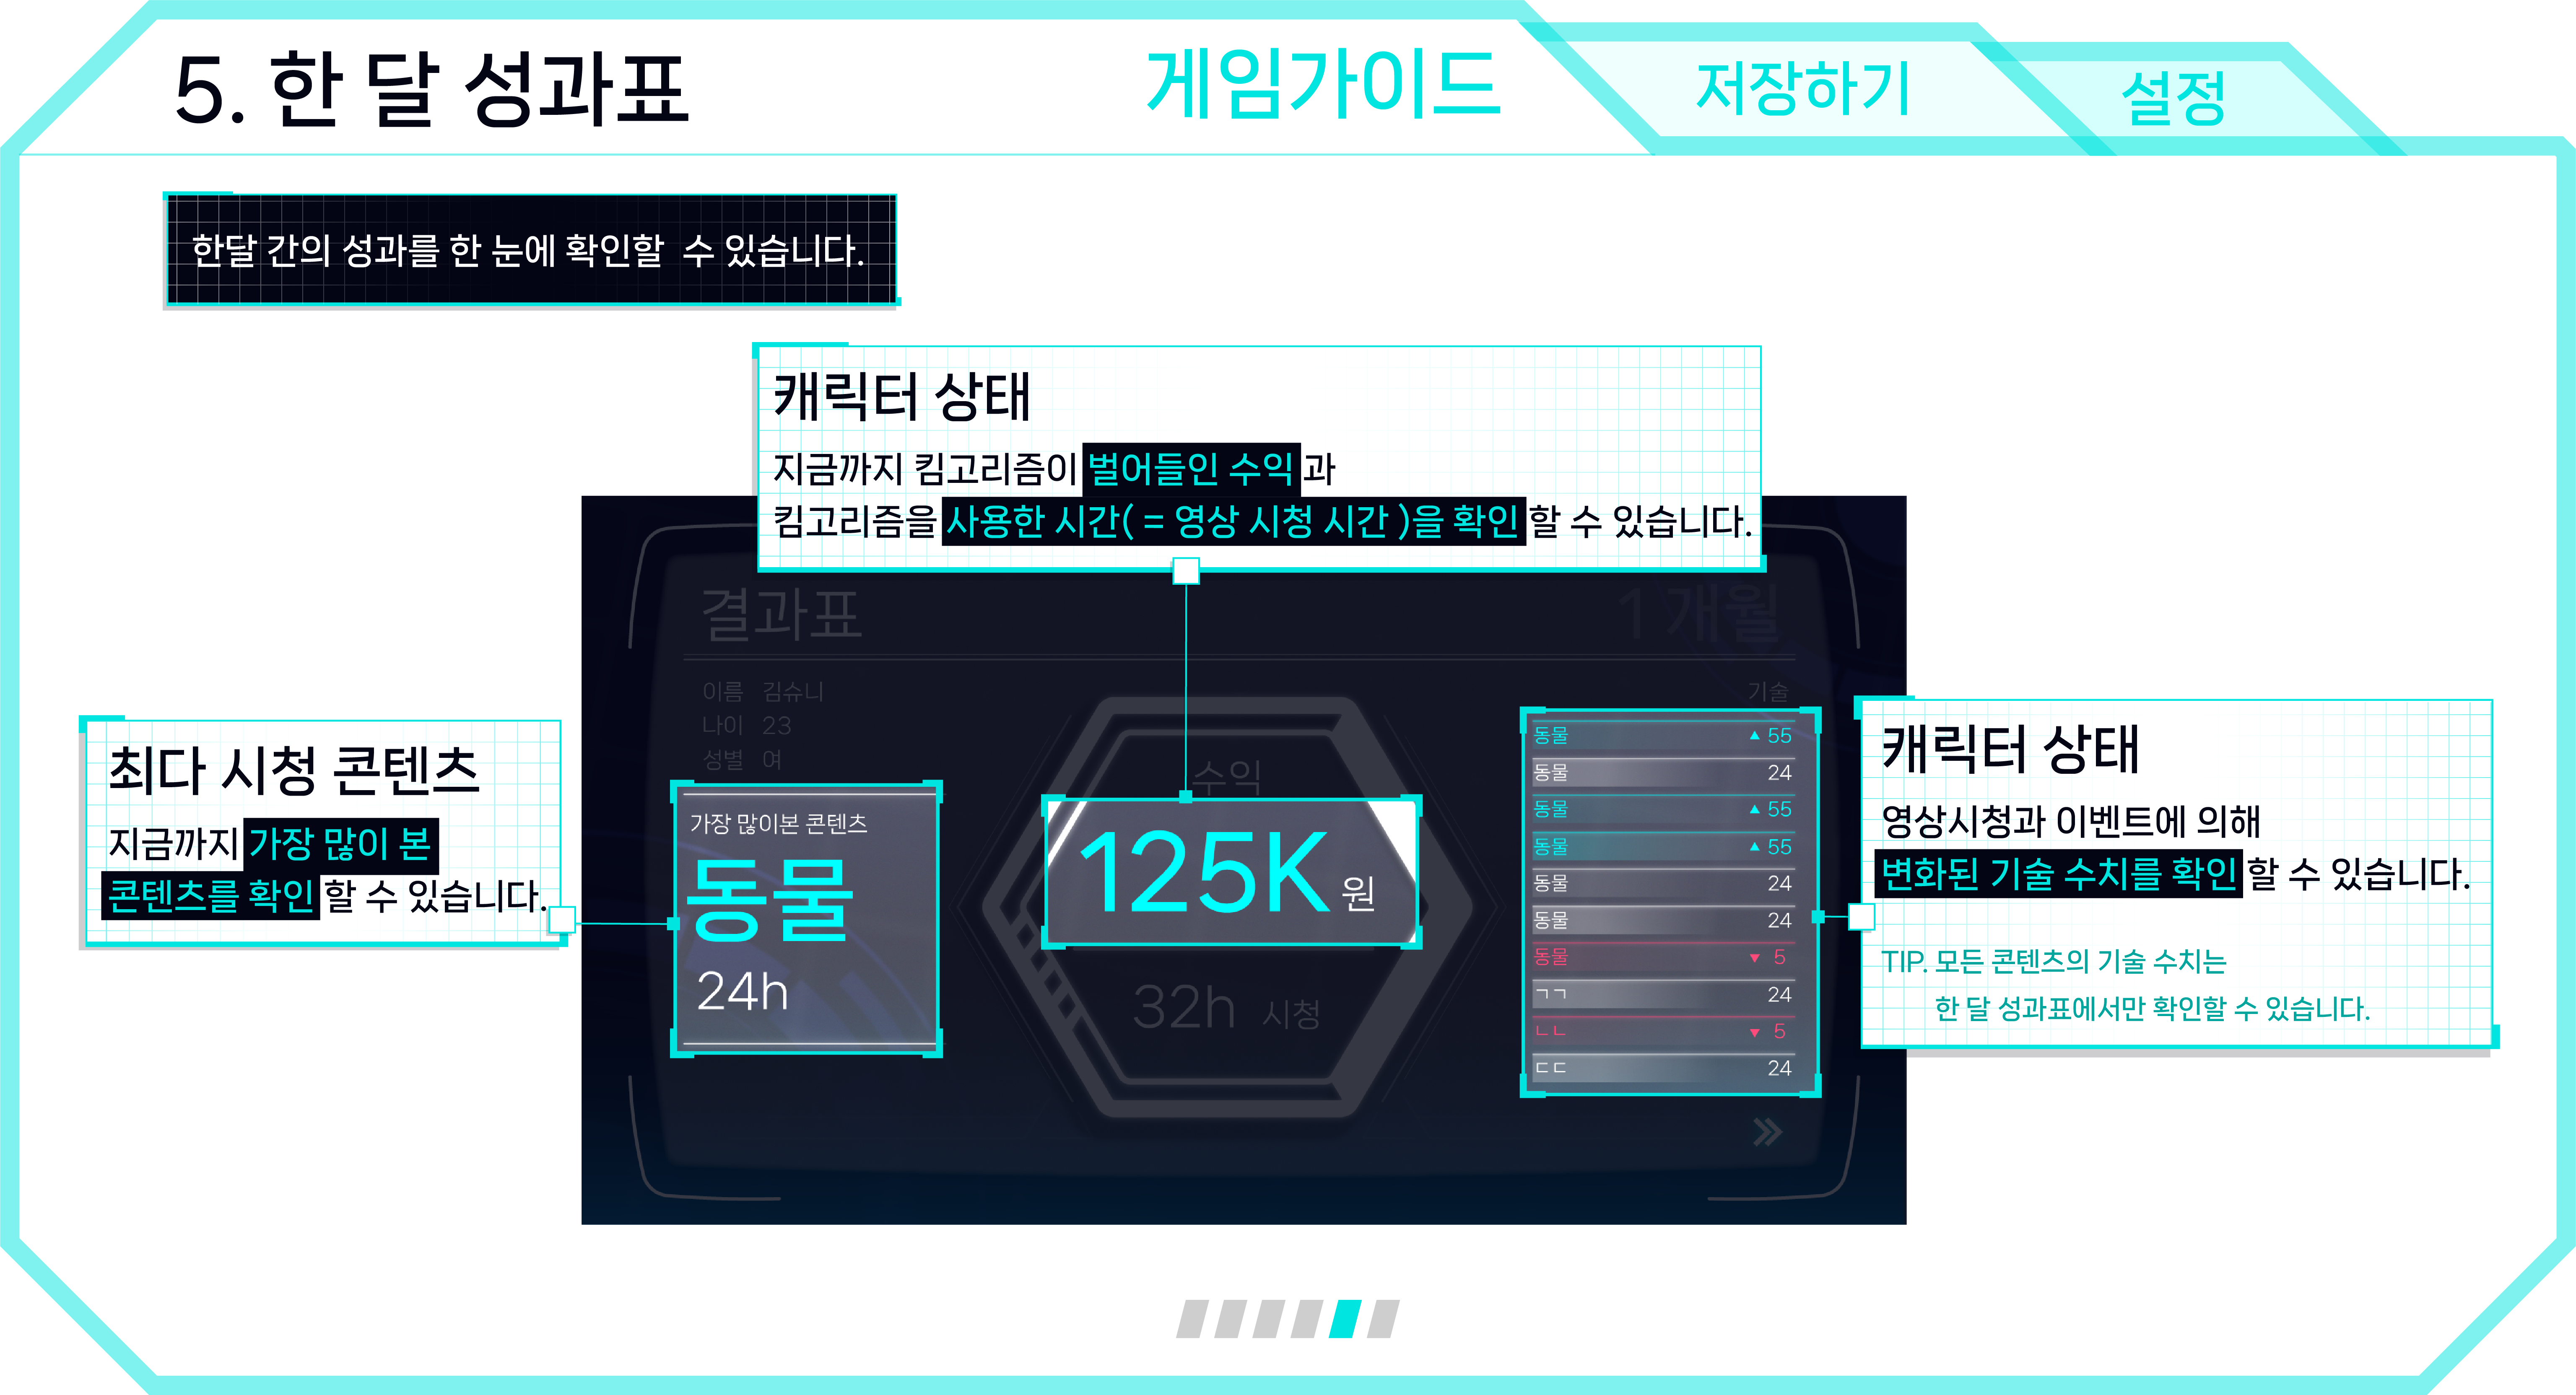 5. 한 달 성과표
게임가이드
저장하기
설정
한달 간의 성과를 한 눈에 확인할 수 있습니다.
캐릭터 상태
지금까지 킴고리즘이 벌어들인 수익 과
킴고리즘을 사용한 시간( = 영상 시청 시간 )을 확인 할 수 있습니다.
결과표
1 개월
이름 김슈니
나이 23
성별 여
기술
최다 시청 콘텐츠
지금까지 가장 많이 본
콘텐츠를 확인 할 수 있습니다.
가장 많이본 콘텐츠
동물
24h
수익
125K 원
32h 시청
동물 ▲ 55
동물 24
동물 ▲ 55
동물 ▲ 55
동물 24
동물 24
동물 ▼ 5
ㄱㄱ 24
ㄴㄴ ▼ 5
ㄷㄷ 24
캐릭터 상태
영상시청과 이벤트에 의해
변화된 기술 수치를 확인 할 수 있습니다.
TIP. 모든 콘텐츠의 기술 수치는
한 달 성과표에서만 확인할 수 있습니다.